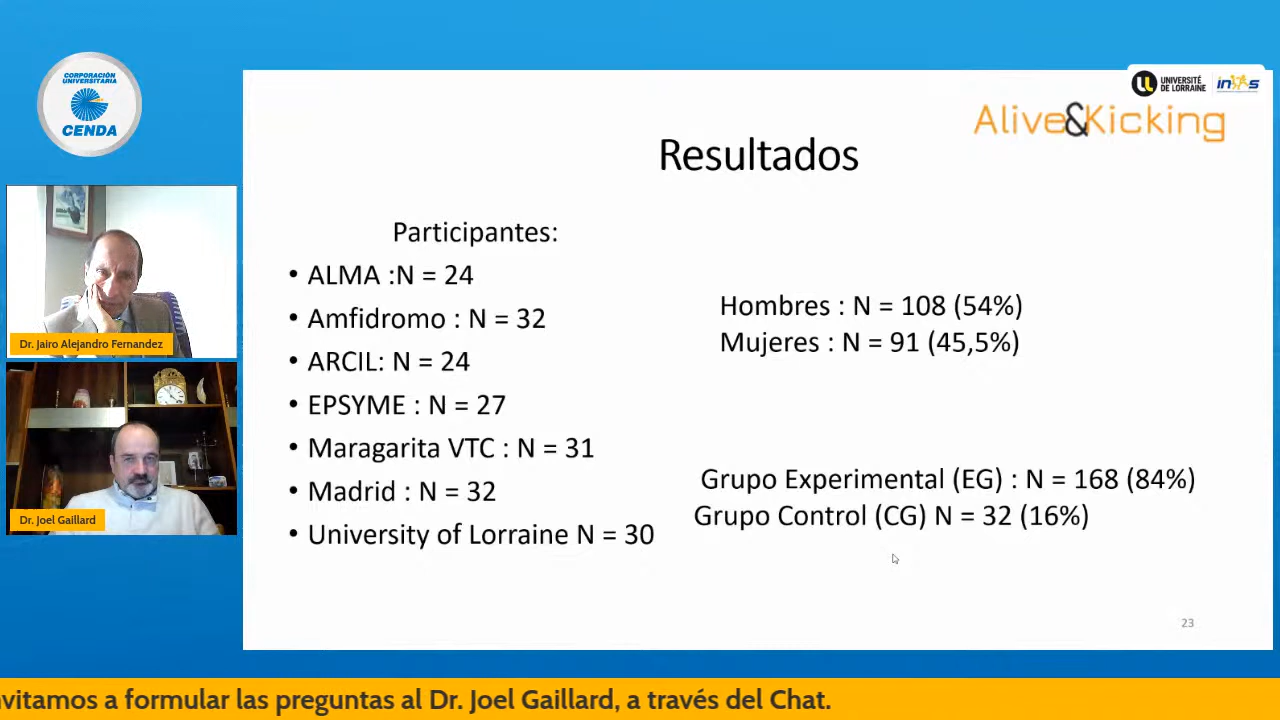 CORPORACIÓN
UNIVERSITARIA
CENDA
UNIVERSITÉ
DE LORRAINE
Alive&Kicking
Resultados
Participantes:
• ALMA :N = 24
• Amfidromo : N = 32
• ARCIL: N = 24
• EPSYME : N = 27
• Maragarita VTC : N = 31
• Madrid : N = 32
• University of Lorraine N = 30
Hombres : N = 108 (54%)
Mujeres : N = 91 (45,5%)
Grupo Experimental (EG) : N = 168 (84%)
Grupo Control (CG) N = 32 (16%)
23
Dr. Jairo Alejandro Fernandez
Dr. Joel Gaillard
nvitamos a formular las preguntas al Dr. Joel Gaillard, a través del Chat.